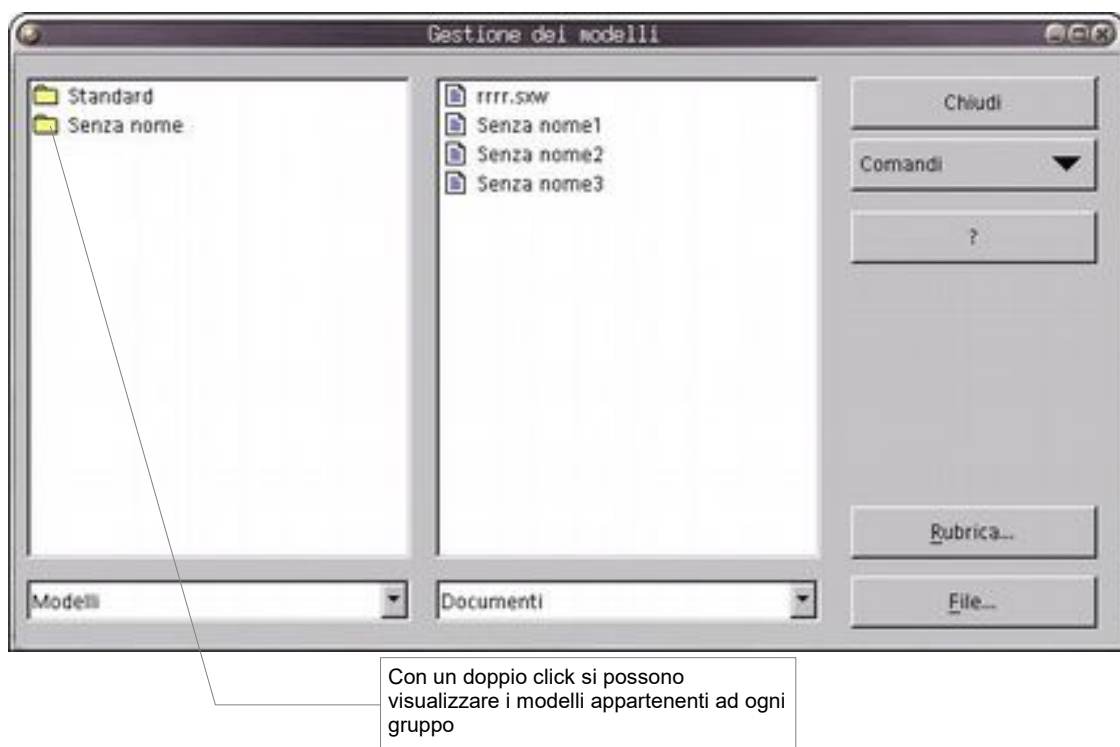 Gestione dei modelli
Standard
Senza nome
rrrr.sxw
Senza nome1
Senza nome2
Senza nome3
Chiudi
Comandi
?
Rubrica...
File...
Modelli
Documenti
Con un doppio click si possono
visualizzare i modelli appartenenti ad ogni
gruppo